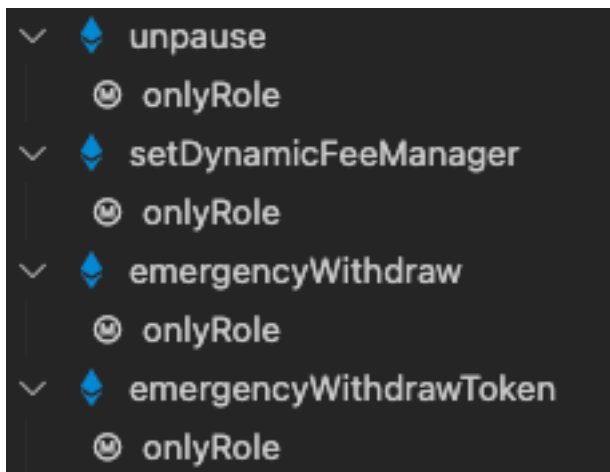 unpause
onlyRole
setDynamicFeeManager
onlyRole
emergencyWithdraw
onlyRole
emergencyWithdrawToken
onlyRole